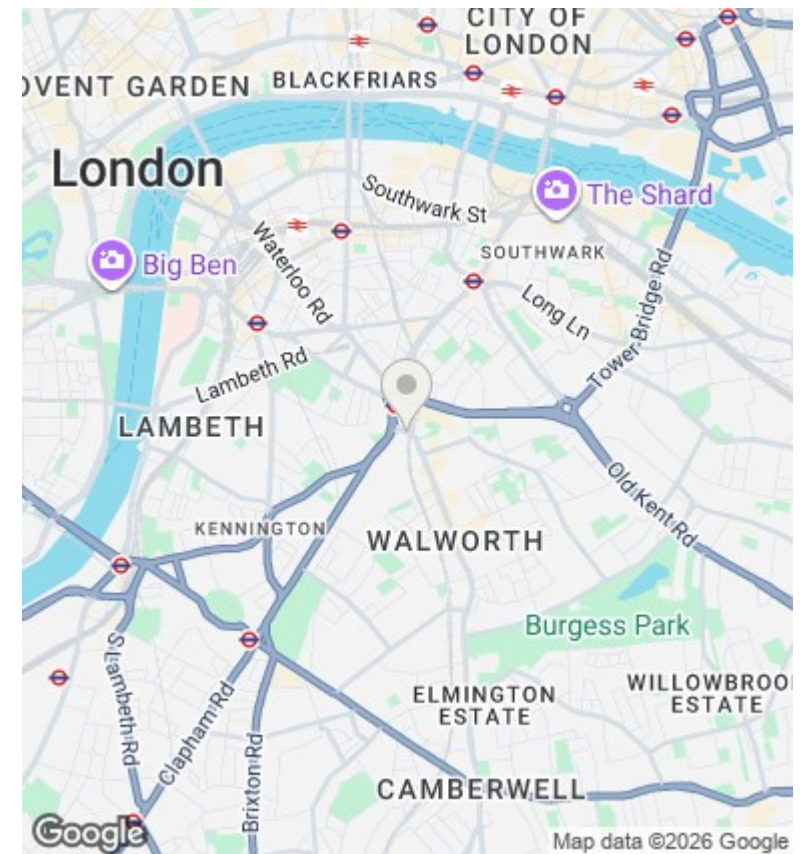 CITY OF
LONDON
OVENT GARDEN
BLACKFRIARS
London
Southwark St
The Shard
Big Ben
Waterloo Rd
SOUTHWARK
Long Ln
Tower Bridge Rd
Lambeth Rd
LAMBETH
Old Kent Rd
KENNINGTON
WALWORTH
Burgess Park
S Lambeth Rd
Clapham Rd
Brixton Rd
ELMINGTON
ESTATE
WILLOWBROO
ESTATE
CAMBERWELL
Google
Map data ©2026 Google